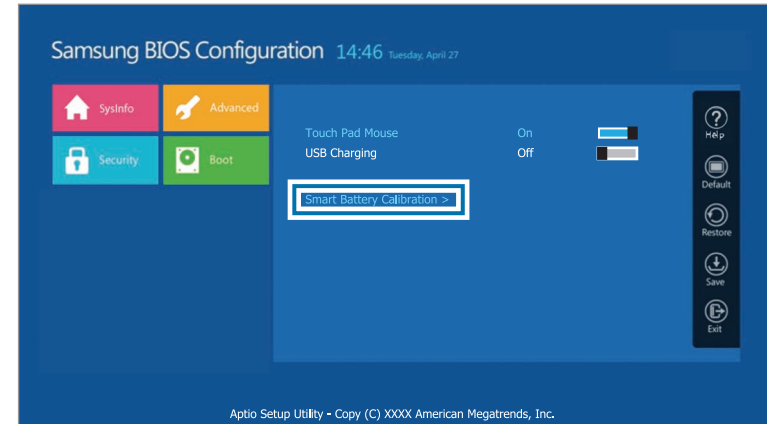 Samsung BIOS Configuration 14:46 Tuesday, April 27
SysInfo
Advanced
Security
Boot
Touch Pad Mouse On
USB Charging Off
Smart Battery Calibration >
Help
Default
Restore
Save
Exit
Aptio Setup Utility - Copy (C) XXXX American Megatrends, Inc.